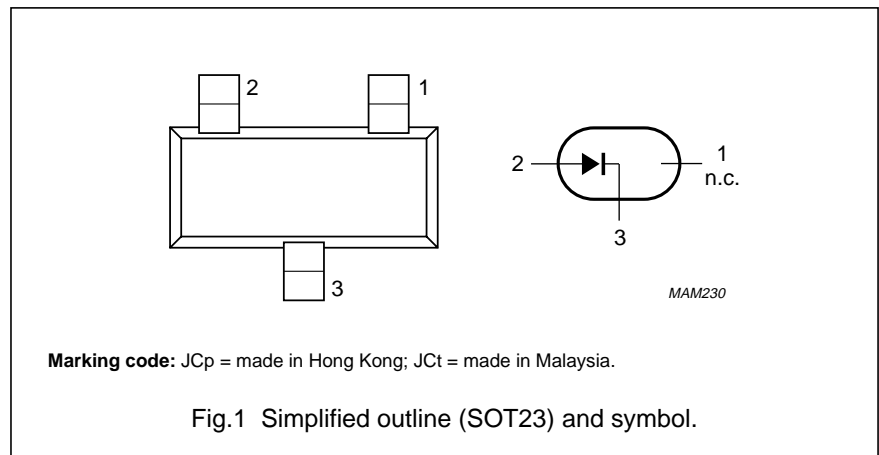 2
1
3
2
1
n.c.
3
MAM230
Marking code: JCp = made in Hong Kong; JCt = made in Malaysia.
Fig.1 Simplified outline (SOT23) and symbol.